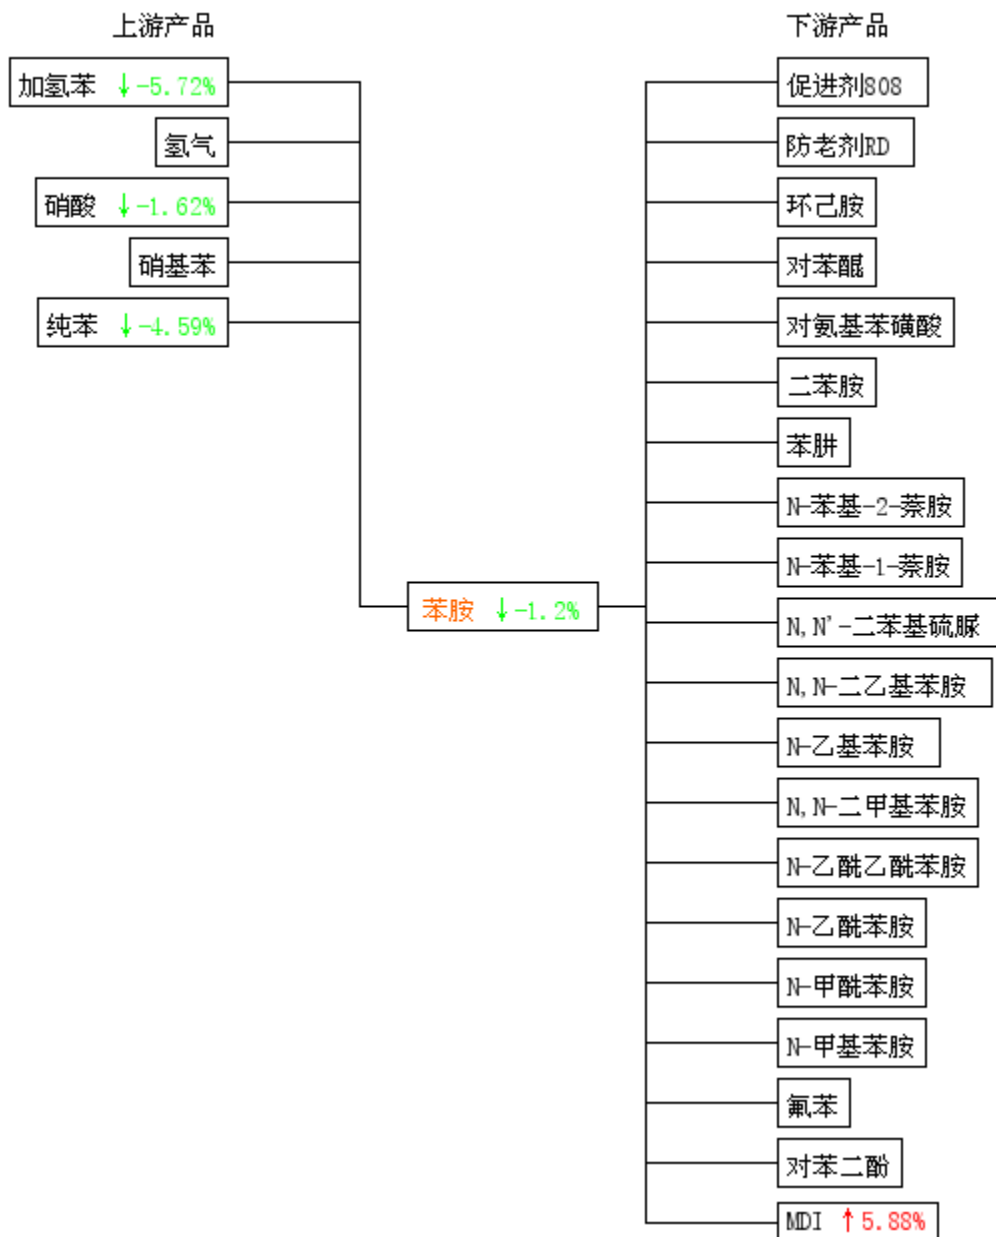 上游产品
加氢苯 ↓-5.72%
氢气
硝酸 ↓-1.62%
硝基苯
纯苯 ↓-4.59%
苯胺 ↓-1.2%
下游产品
促进剂808
防老剂RD
环己胺
对苯醌
对氨基苯磺酸
二苯胺
苯肼
N-苯基-2-萘胺
N-苯基-1-萘胺
N,N'-二苯基硫脲
N,N-二乙基苯胺
N-乙基苯胺
N,N-二甲基苯胺
N-乙酰乙酰苯胺
N-乙酰苯胺
N-甲酰苯胺
N-甲基苯胺
氟苯
对苯二酚
MDI ↑5.88%